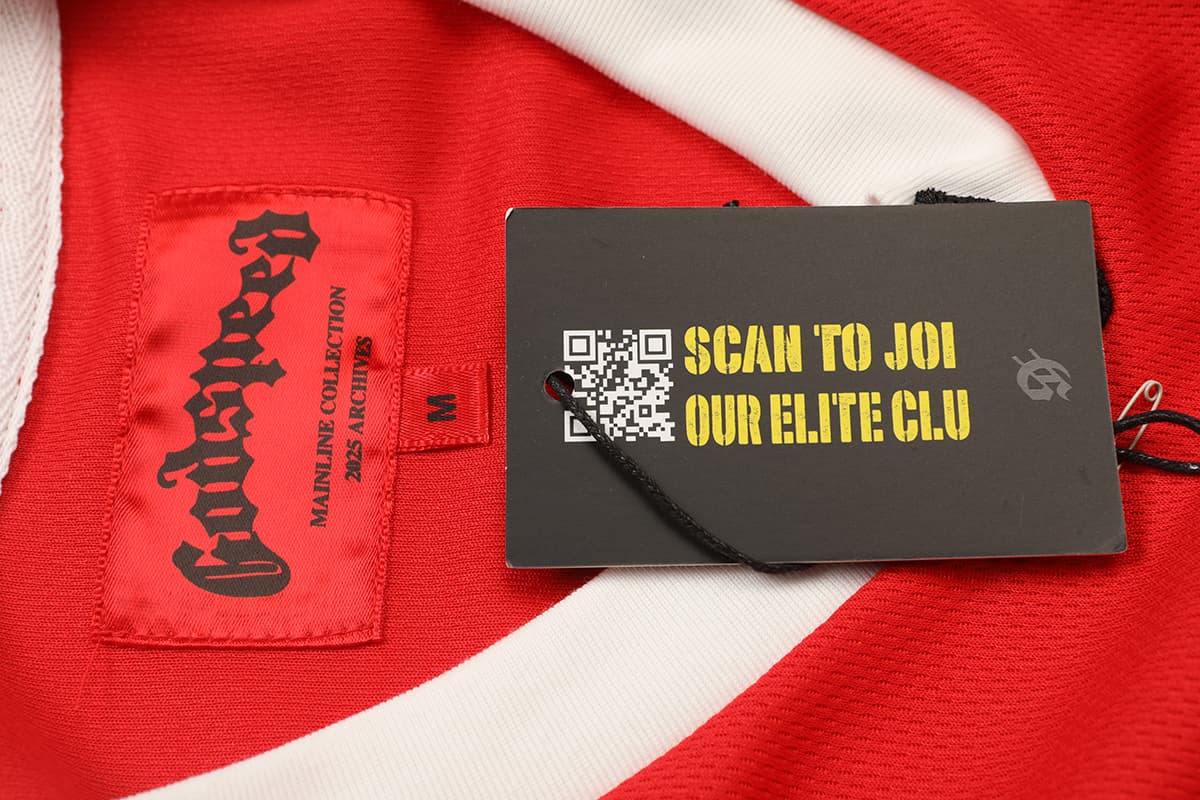 Godspeed
MAINLINE COLLECTION
2025 ARCHIVES
M
SCAN TO JOI
OUR ELITE CLU
G